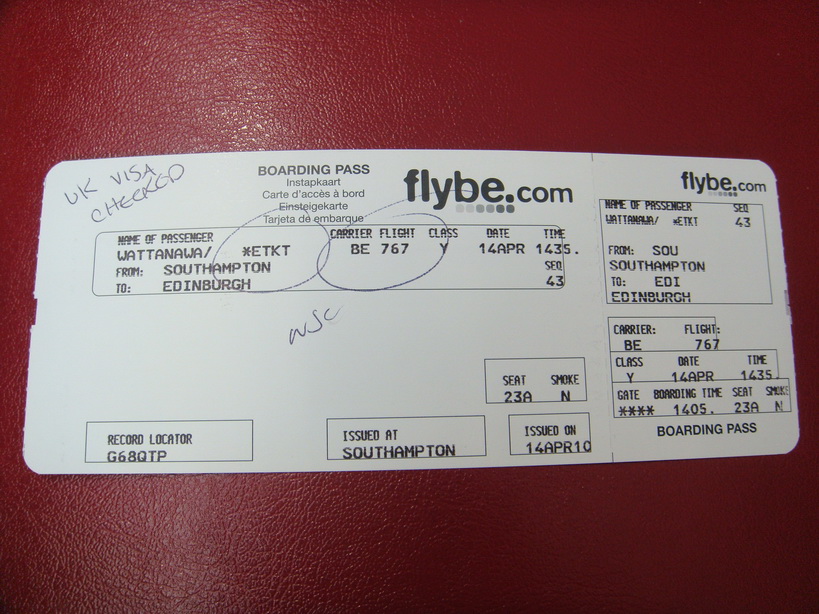 UK VISA
CHECKED
BOARDING PASS
Instapkaart
Carte d'accès à bord
Einsteigekarte
Tarjeta dé embarque
flybe.com
NAME OF PASSENGER CARRIER FLIGHT CLASS DATE TIME
WATTANAWA/ *ETKT BE 767 Y 14APR 1435.
FROM: SOUTHAMPTON SEQ
TO: EDINBURGH 43
NSC
SEAT SMOKE
23A N
RECORD LOCATOR
G68QTP
ISSUED AT
SOUTHAMPTON
ISSUED ON
14APR10
flybe.com
NAME OF PASSENGER SEQ
WATTANAWA/ *ETKT 43
FROM: SOU
SOUTHAMPTON
TO: EDI
EDINBURGH
CARRIER: FLIGHT:
BE 767
CLASS DATE TIME
Y 14APR 1435.
GATE BOARDING TIME SEAT SMOKE
**** 1405. 23A N
BOARDING PASS